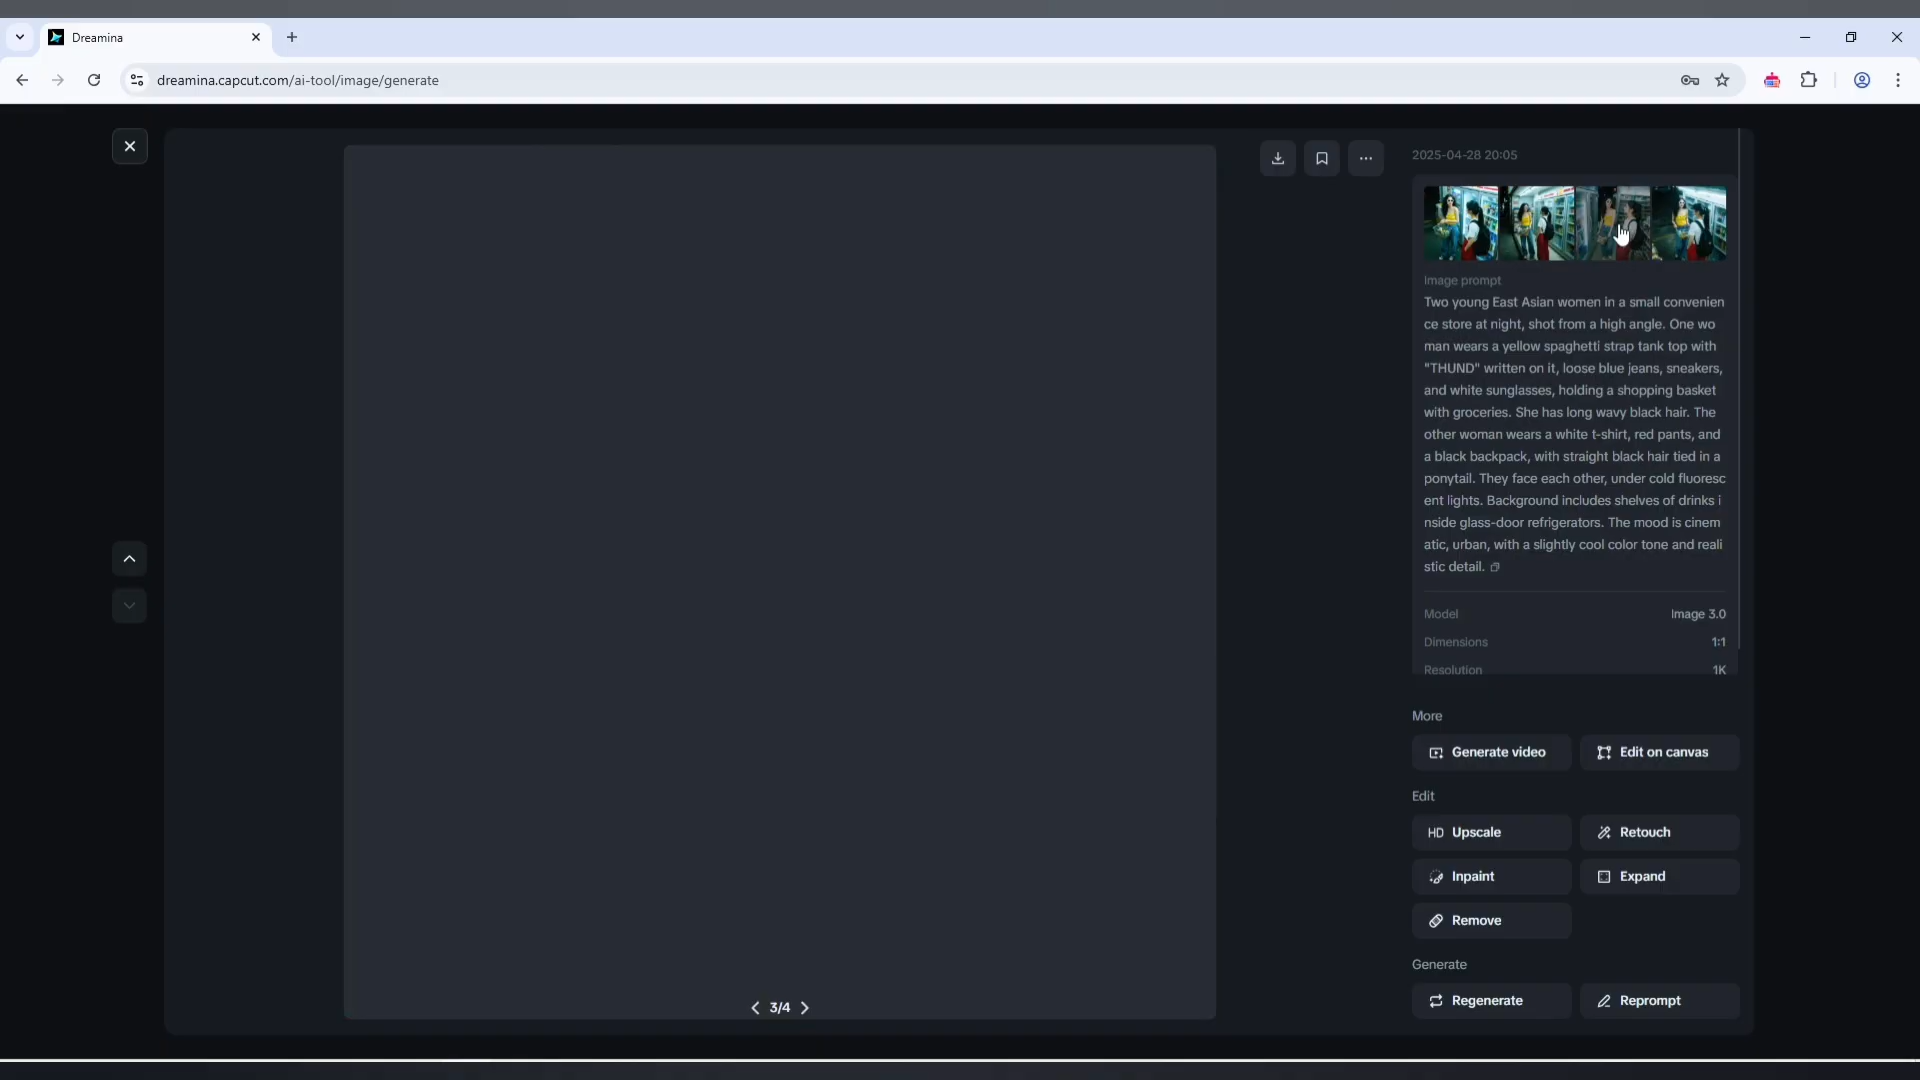 Dreamina
dreamina.capcut.com/ai-tool/image/generate
2025-04-28 20:05
Image prompt
Two young East Asian women in a small convenien
ce store at night, shot from a high angle. One wo
man wears a yellow spaghetti strap tank top with
"THUND" written on it, loose blue jeans, sneakers,
and white sunglasses, holding a shopping basket
with groceries. She has long wavy black hair. The
other woman wears a white t-shirt, red pants, and
a black backpack, with straight black hair tied in a
ponytail. They face each other, under cold fluoresc
ent lights. Background includes shelves of drinks i
nside glass-door refrigerators. The mood is cinem
atic, urban, with a slightly cool color tone and reali
stic detail.
Model Image 3.0
Dimensions 1:1
Resolution 1K
More
Generate video Edit on canvas
Edit
HD Upscale Retouch
Inpaint Expand
Remove
Generate
Regenerate Reprompt
3/4